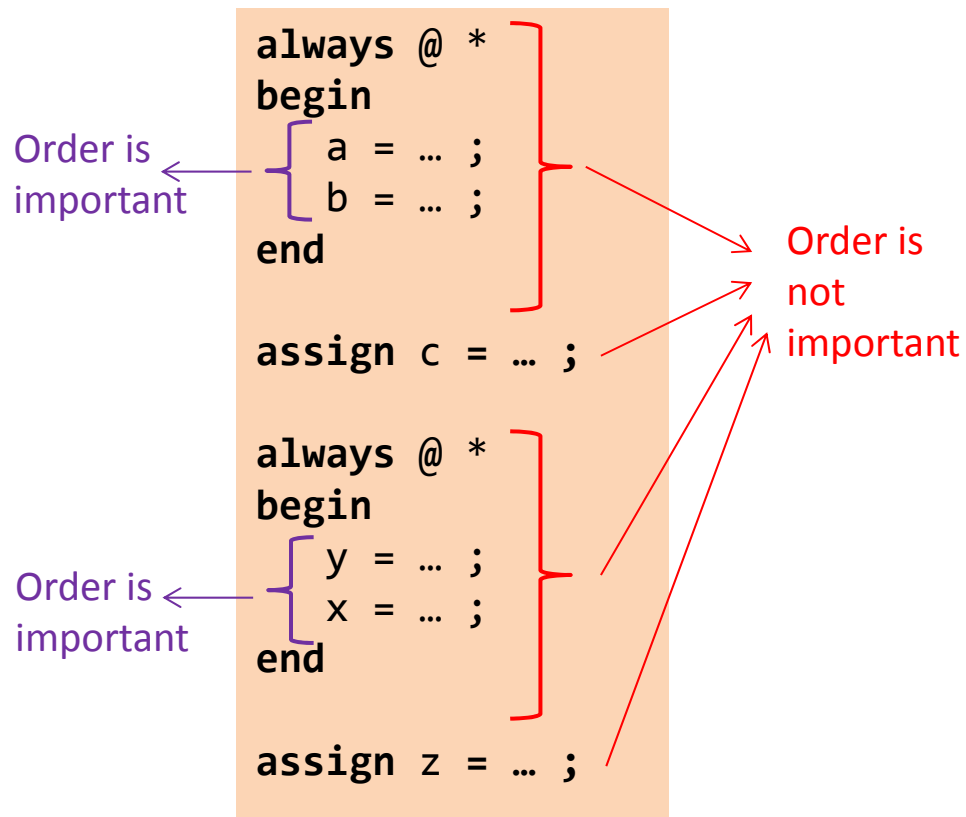 always @ *
begin
a = … ;
b = … ;
end
assign c = … ;
always @ *
begin
y = … ;
x = … ;
end
assign z = … ;
Order is
important
Order is
important
Order is
not
important